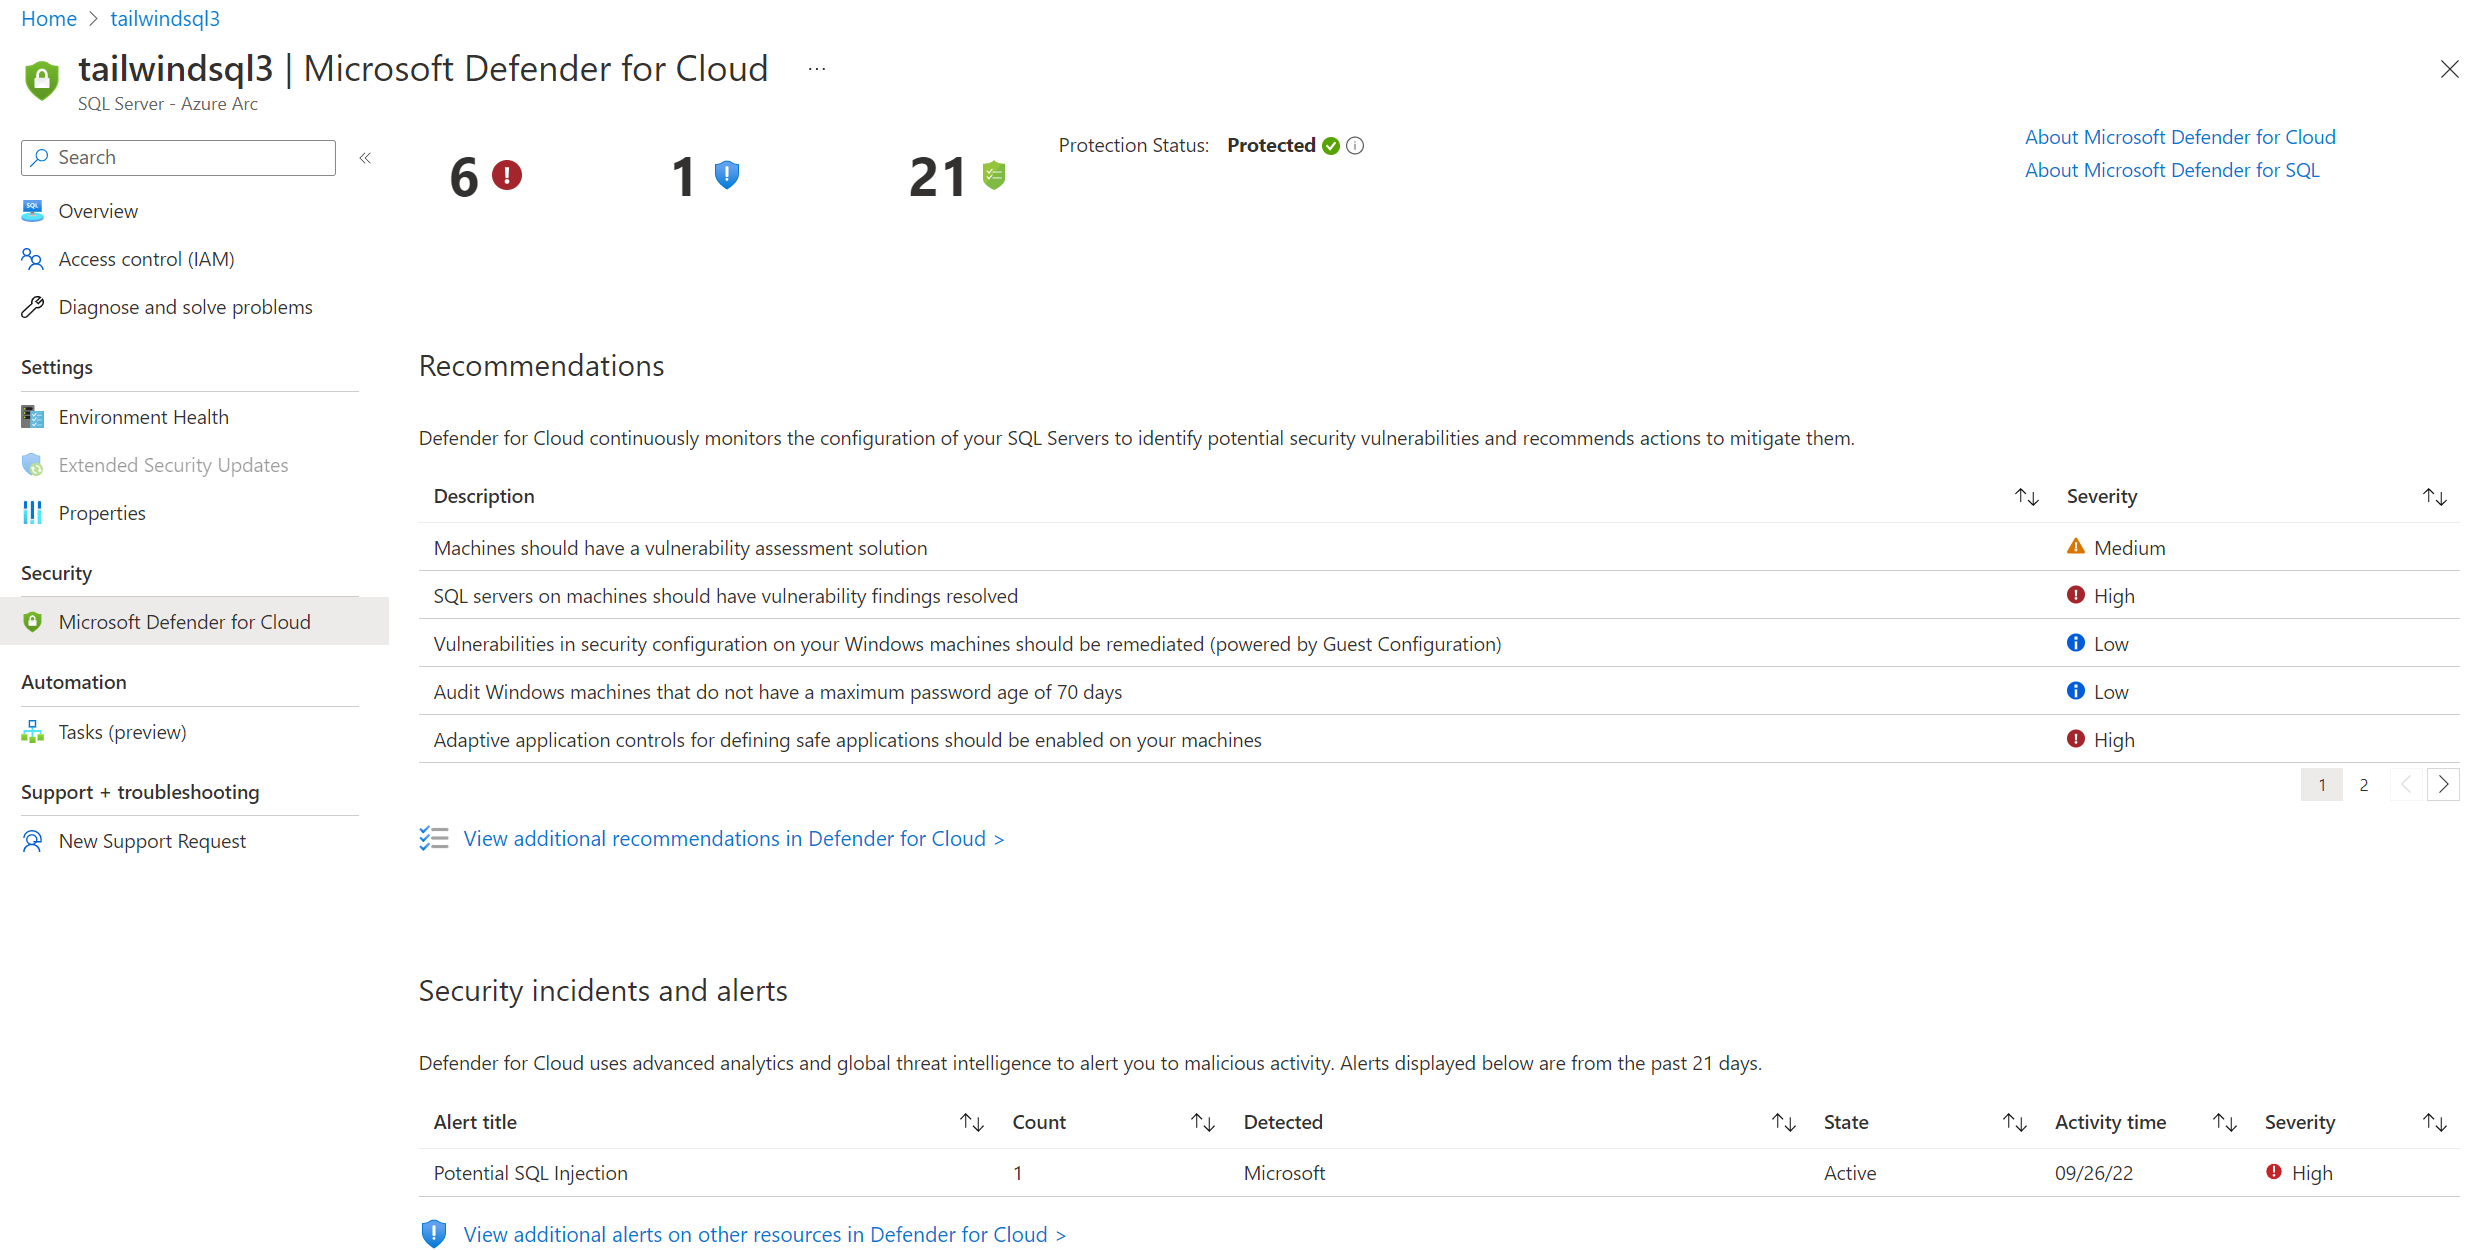 Home > tailwindsql3
tailwindsql3 | Microsoft Defender for Cloud ...
SQL Server - Azure Arc
Search
«
Overview
Access control (IAM)
Diagnose and solve problems
Settings
Environment Health
Extended Security Updates
Properties
Security
Microsoft Defender for Cloud
Automation
Tasks (preview)
Support + troubleshooting
New Support Request
6 1 21
Protection Status: Protected
About Microsoft Defender for Cloud
About Microsoft Defender for SQL
Recommendations
Defender for Cloud continuously monitors the configuration of your SQL Servers to identify potential security vulnerabilities and recommends actions to mitigate them.
Description Severity
Machines should have a vulnerability assessment solution Medium
SQL servers on machines should have vulnerability findings resolved High
Vulnerabilities in security configuration on your Windows machines should be remediated (powered by Guest Configuration) Low
Audit Windows machines that do not have a maximum password age of 70 days Low
Adaptive application controls for defining safe applications should be enabled on your machines High
1 2 < >
View additional recommendations in Defender for Cloud >
Security incidents and alerts
Defender for Cloud uses advanced analytics and global threat intelligence to alert you to malicious activity. Alerts displayed below are from the past 21 days.
Alert title Count Detected State Activity time Severity
Potential SQL Injection 1 Microsoft Active 09/26/22 High
View additional alerts on other resources in Defender for Cloud >